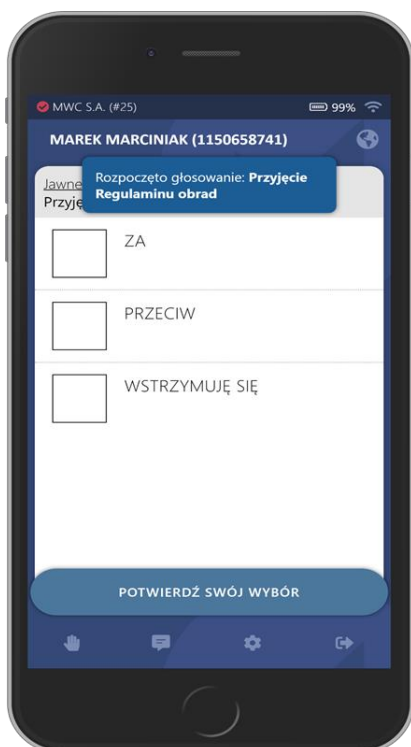 MWC S.A. (#25) 99%
MAREK MARCINIAK (1150658741)
Rozpoczęto głosowanie: Przyjęcie
Regulaminu obrad
Jawne
Przyję
ZA
PRZECIW
WSTRZYMUJĘ SIĘ
POTWIERDŹ SWÓJ WYBÓR